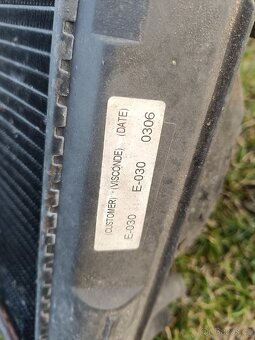 (CUSTOMER) - (VISCONDE) (DATE)
E-030 E-030 0306